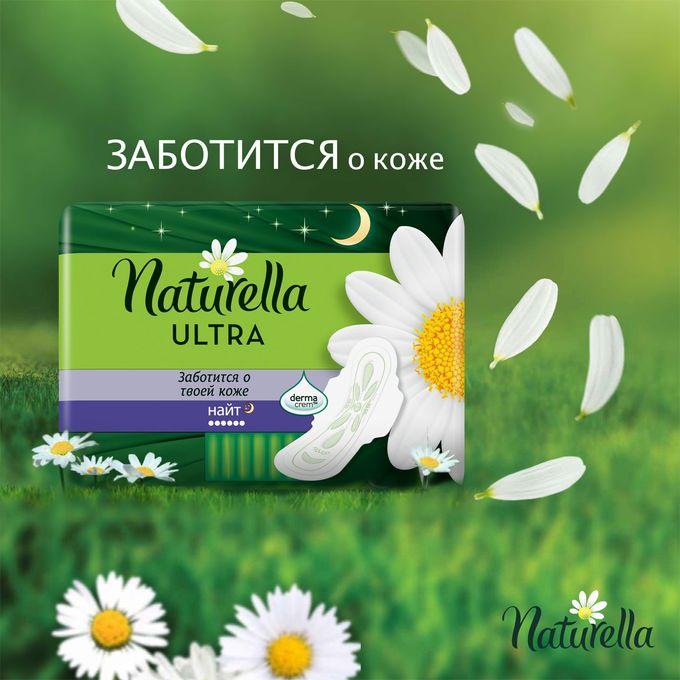 ЗАБОТИТСЯ о коже
Naturella
ULTRA
Заботится о
твоей коже
найт
derma
crem
Naturella